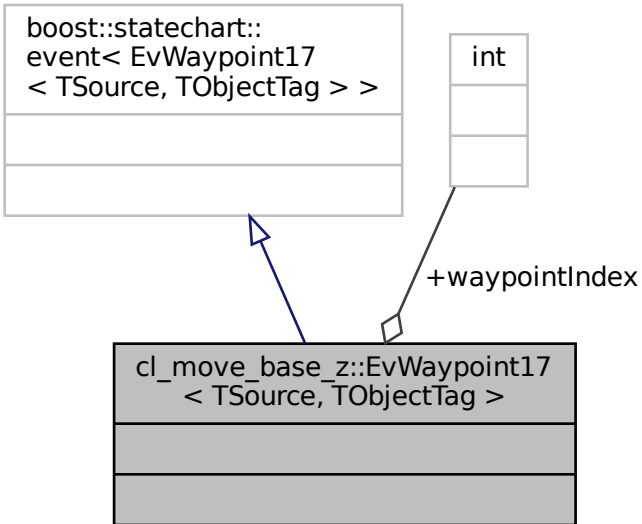 boost::statechart::
event< EvWaypoint17
< TSource, TObjectTag > >
int
+waypointIndex
cl_move_base_z::EvWaypoint17
< TSource, TObjectTag >